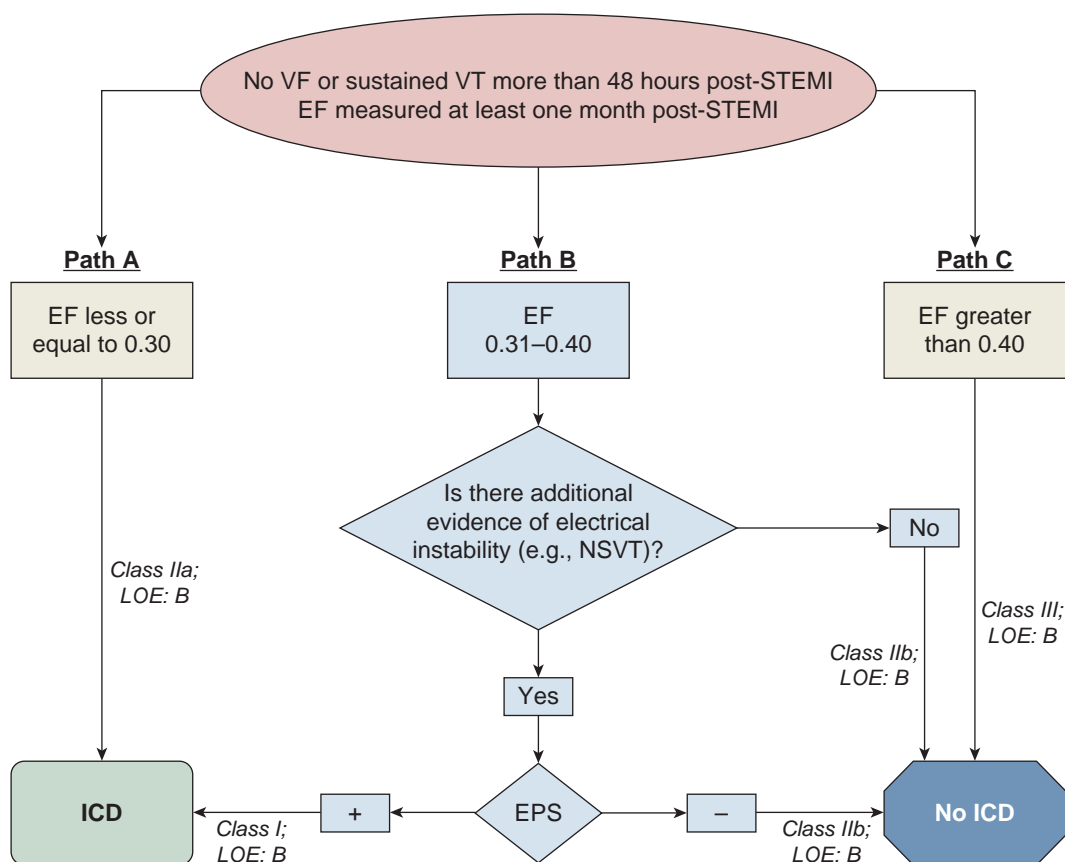 No VF or sustained VT more than 48 hours post-STEMI
EF measured at least one month post-STEMI
Path A
EF less or
equal to 0.30
Path B
EF
0.31–0.40
Path C
EF greater
than 0.40
Is there additional
evidence of electrical
instability (e.g., NSVT)?
No
Class IIa;
LOE: B
Class III;
LOE: B
Class IIb;
LOE: B
Yes
ICD
+
EPS
–
No ICD
Class I;
LOE: B
Class IIb;
LOE: B